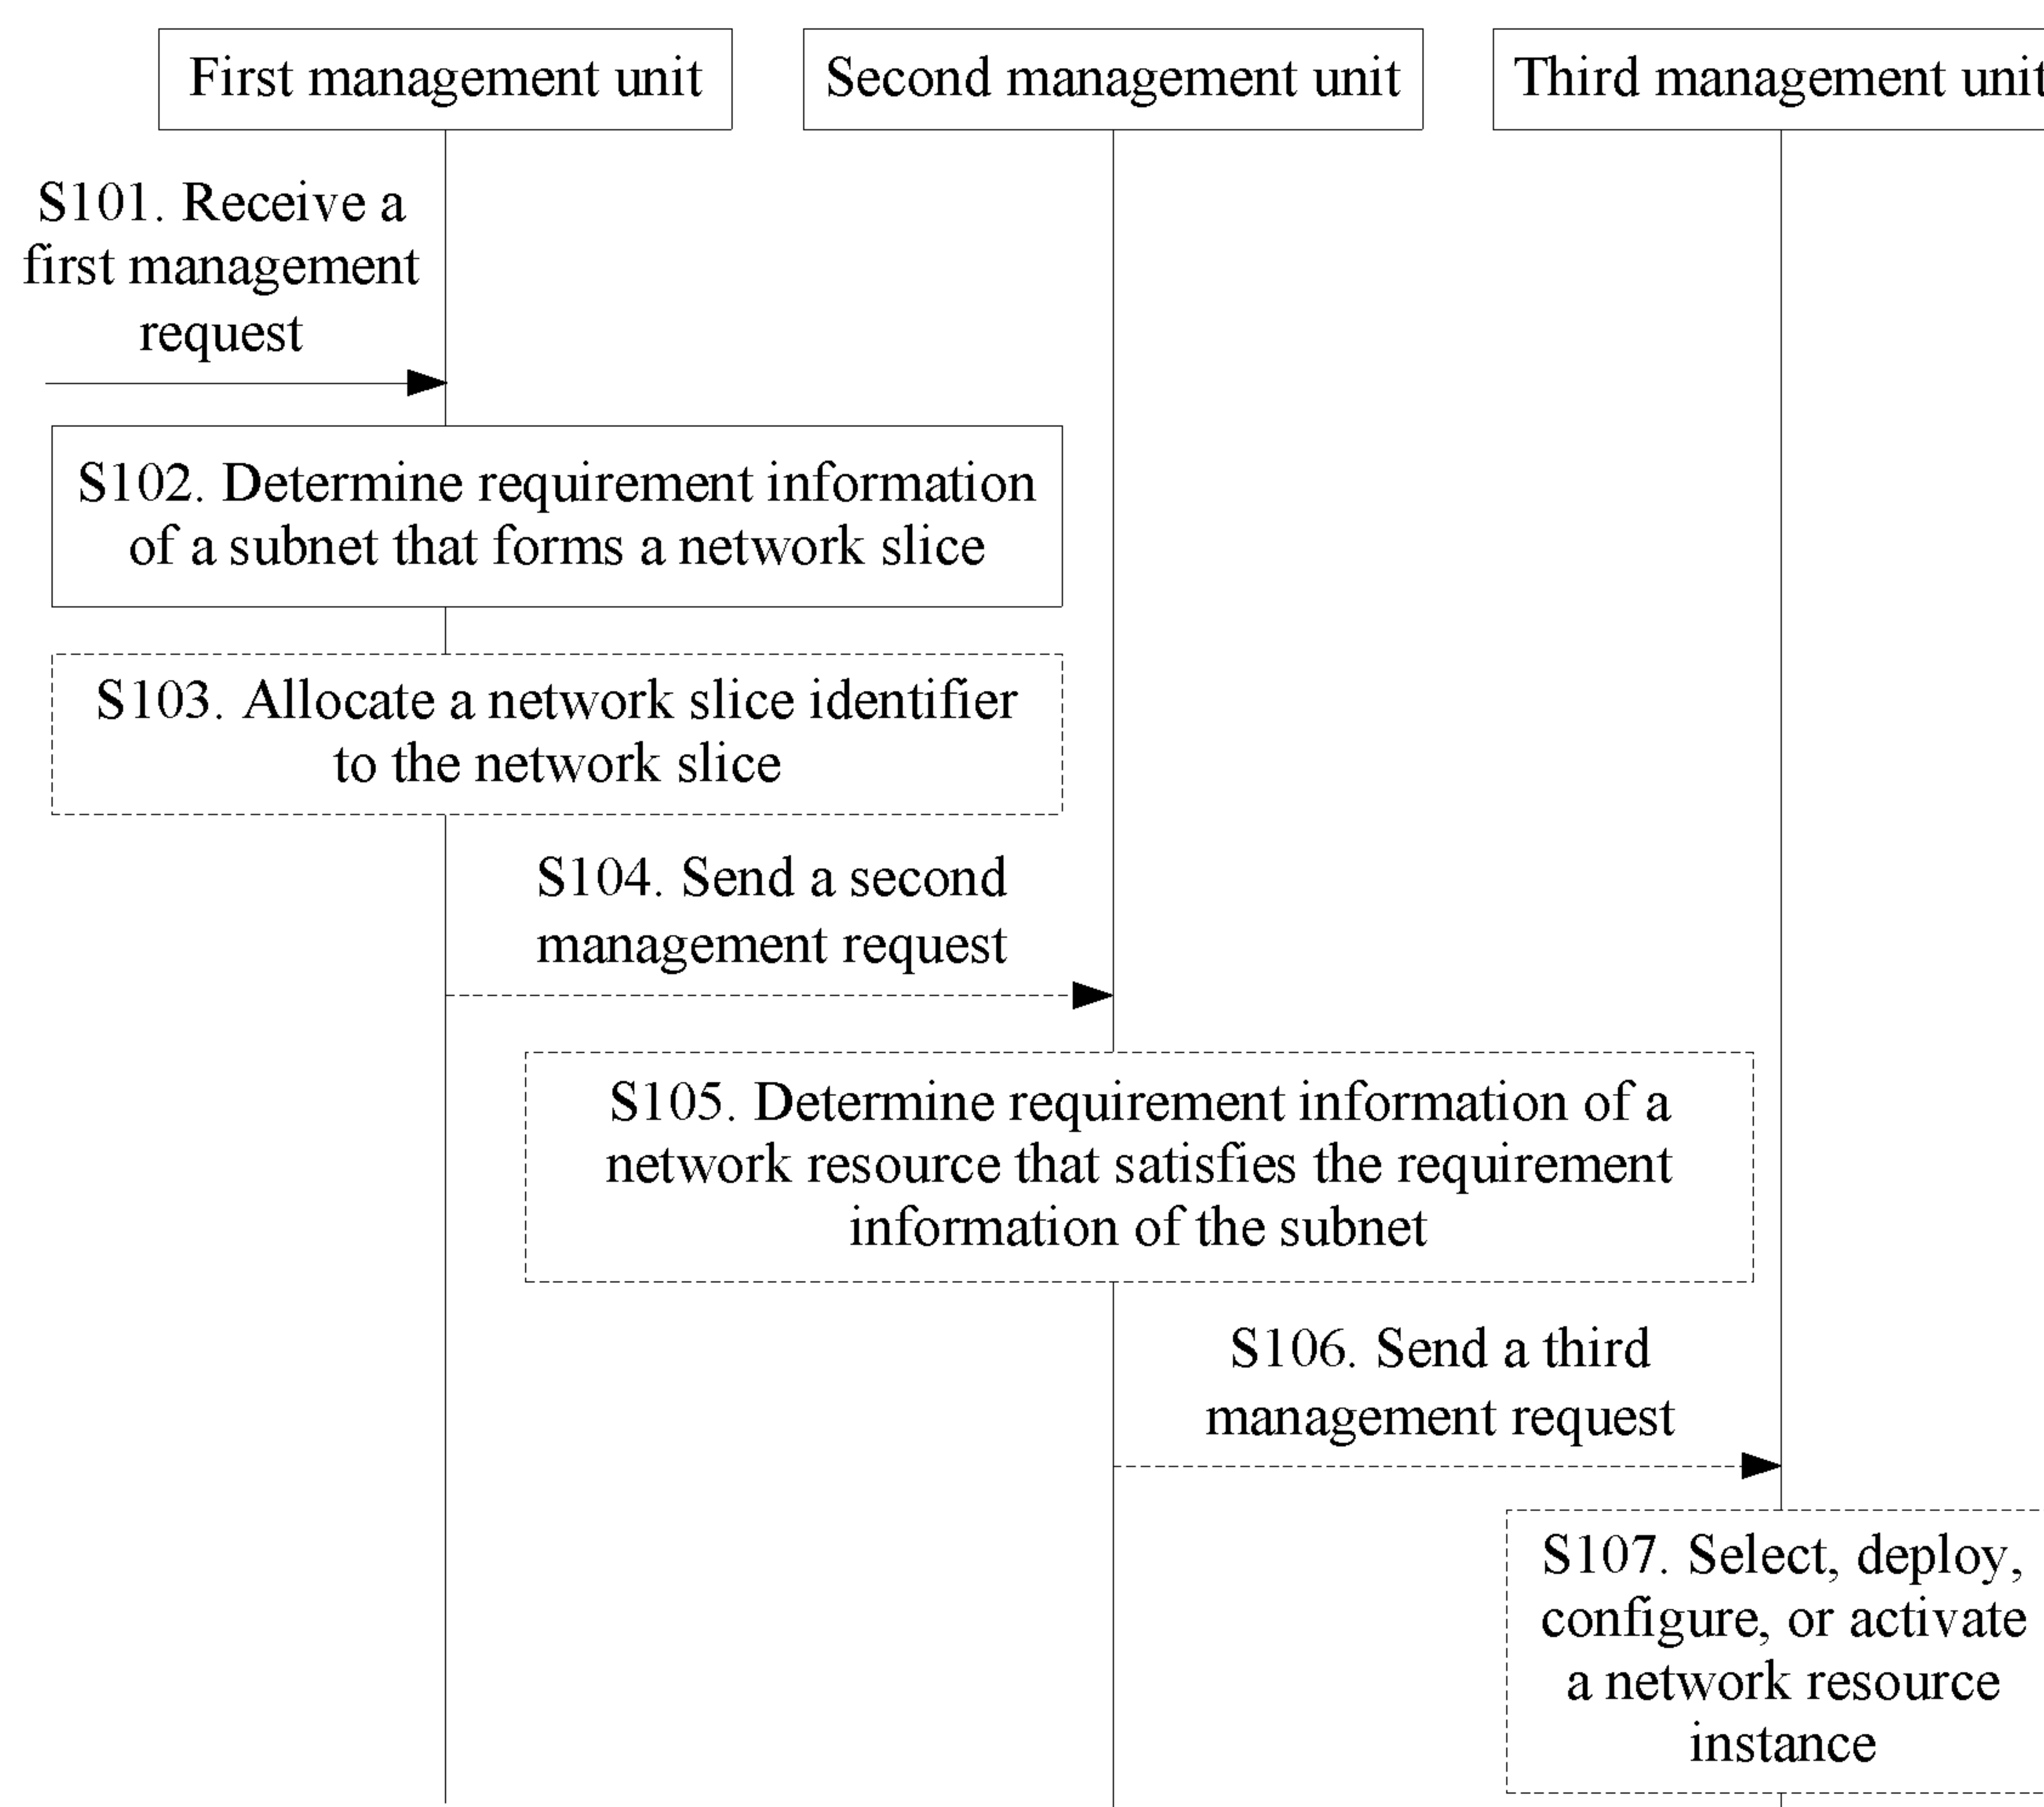 First management unit
Second management unit
Third management unit
S101. Receive a
first management
request
S102. Determine requirement information
of a subnet that forms a network slice
S103. Allocate a network slice identifier
to the network slice
S104. Send a second
management request
S105. Determine requirement information of a
network resource that satisfies the requirement
information of the subnet
S106. Send a third
management request
S107. Select, deploy,
configure, or activate
a network resource
instance